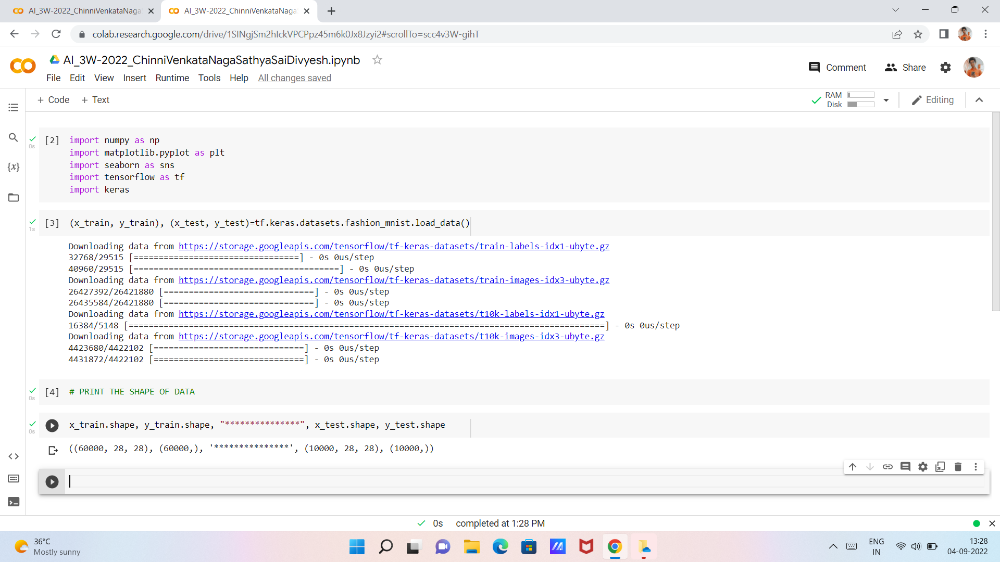 AI_3W-2022_ChinniVenkataNaga
AI_3W-2022_ChinniVenkataNaga
colab.research.google.com/drive/1SINgjSm2hIckVPCPpz45m6k0Jx8Jzyi2#scrollTo=scc4v3W-gihT
AI_3W-2022_ChinniVenkataNagaSathyaSaiDivyesh.ipynb
Comment
Share
File Edit View Insert Runtime Tools Help All changes saved
+ Code + Text
RAM
Disk
Editing
{x}
0s
[2] import numpy as np
import matplotlib.pyplot as plt
import seaborn as sns
import tensorflow as tf
import keras
1s
[3] (x_train, y_train), (x_test, y_test)=tf.keras.datasets.fashion_mnist.load_data()
Downloading data from https://storage.googleapis.com/tensorflow/tf-keras-datasets/train-labels-idx1-ubyte.gz
32768/29515 [=================================] - 0s 0us/step
40960/29515 [=========================================] - 0s 0us/step
Downloading data from https://storage.googleapis.com/tensorflow/tf-keras-datasets/train-images-idx3-ubyte.gz
26427392/26421880 [==============================] - 0s 0us/step
26435584/26421880 [==============================] - 0s 0us/step
Downloading data from https://storage.googleapis.com/tensorflow/tf-keras-datasets/t10k-labels-idx1-ubyte.gz
16384/5148 [===============================================================================================] - 0s 0us/step
Downloading data from https://storage.googleapis.com/tensorflow/tf-keras-datasets/t10k-images-idx3-ubyte.gz
4423680/4422102 [==============================] - 0s 0us/step
4431872/4422102 [==============================] - 0s 0us/step
0s
[4] # PRINT THE SHAPE OF DATA
0s
x_train.shape, y_train.shape, "***************", x_test.shape, y_test.shape
((60000, 28, 28), (60000,), '***************', (10000, 28, 28), (10000,))
0s completed at 1:28 PM
36°C
Mostly sunny
ENG
IN
13:28
04-09-2022